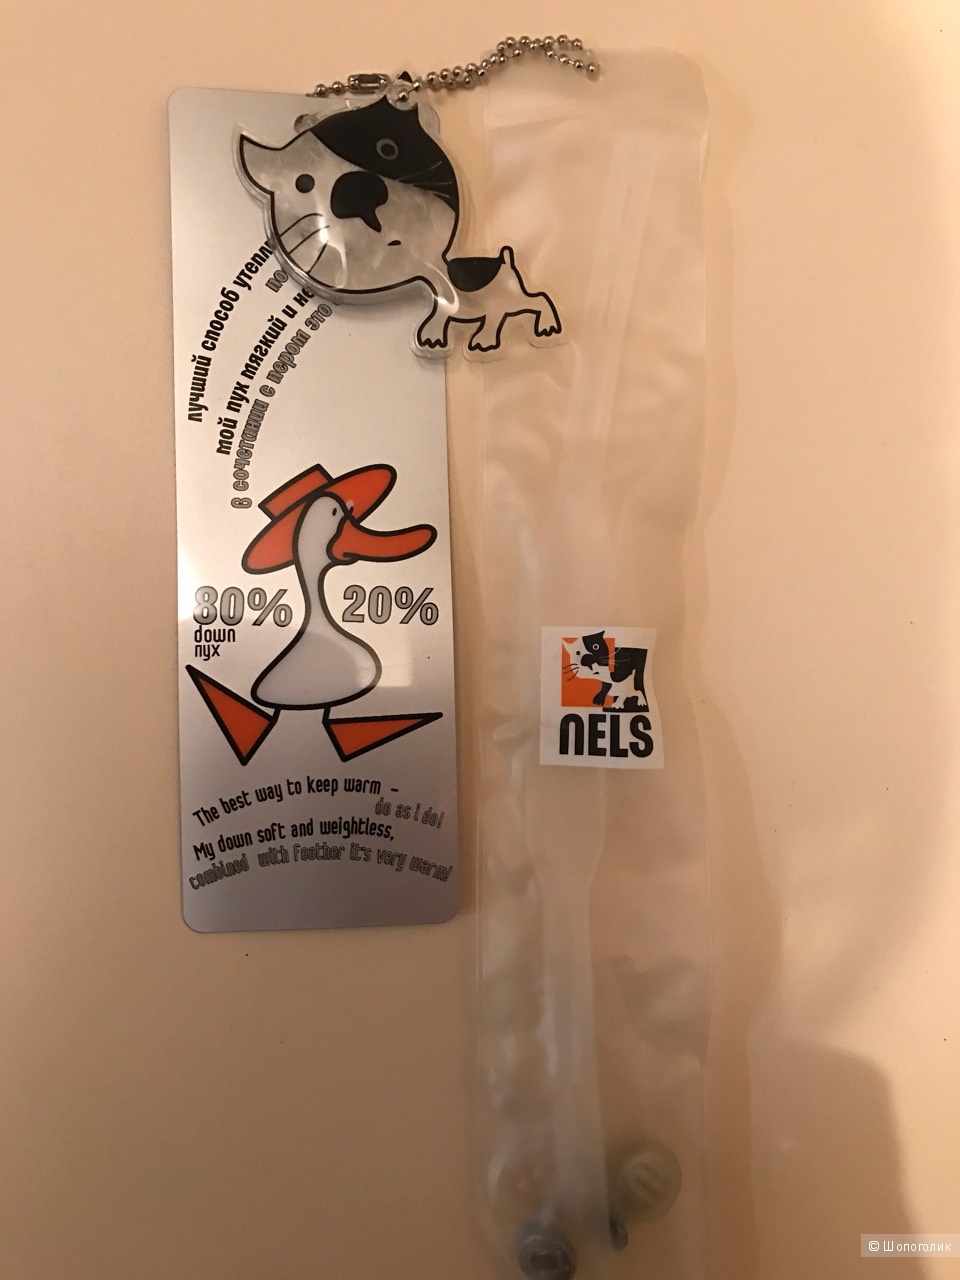 лучший способ утепл
по
мой пух мягкий и не
в сочетании с пером это
80% 20%
down
пух
The best way to keep warm -
do as i do!
My down soft and weightless,
combined with feather it's very warm!
NELS
© Шопоголик